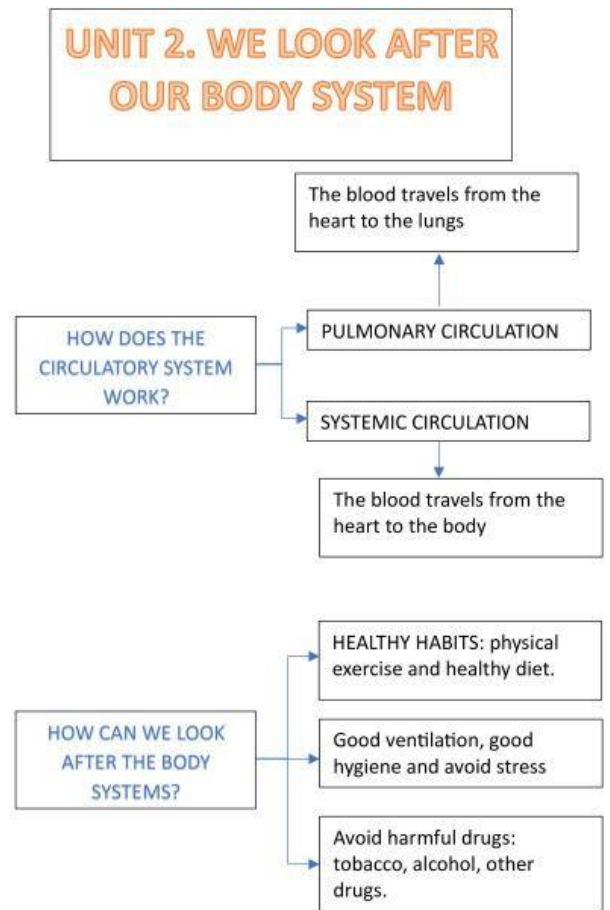 UNIT 2. WE LOOK AFTER
OUR BODY SYSTEM
The blood travels from the
heart to the lungs
HOW DOES THE
CIRCULATORY SYSTEM
WORK?
PULMONARY CIRCULATION
SYSTEMIC CIRCULATION
The blood travels from the
heart to the body
HOW CAN WE LOOK
AFTER THE BODY
SYSTEMS?
HEALTHY HABITS: physical
exercise and healthy diet.
Good ventilation, good
hygiene and avoid stress
Avoid harmful drugs:
tobacco, alcohol, other
drugs.